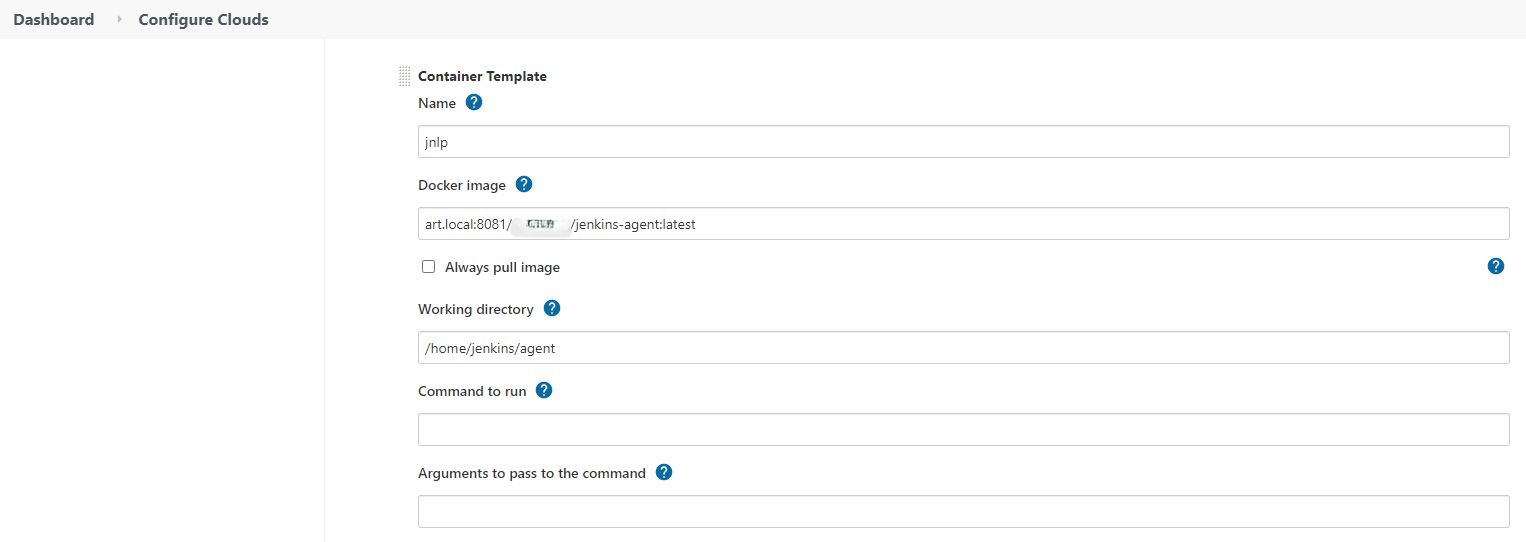 Dashboard Configure Clouds
Container Template
Name ?
jnlp
Docker image ?
art.local:8081/ /jenkins-agent:latest
Always pull image ?
Working directory ?
/home/jenkins/agent
Command to run ?
Arguments to pass to the command ?